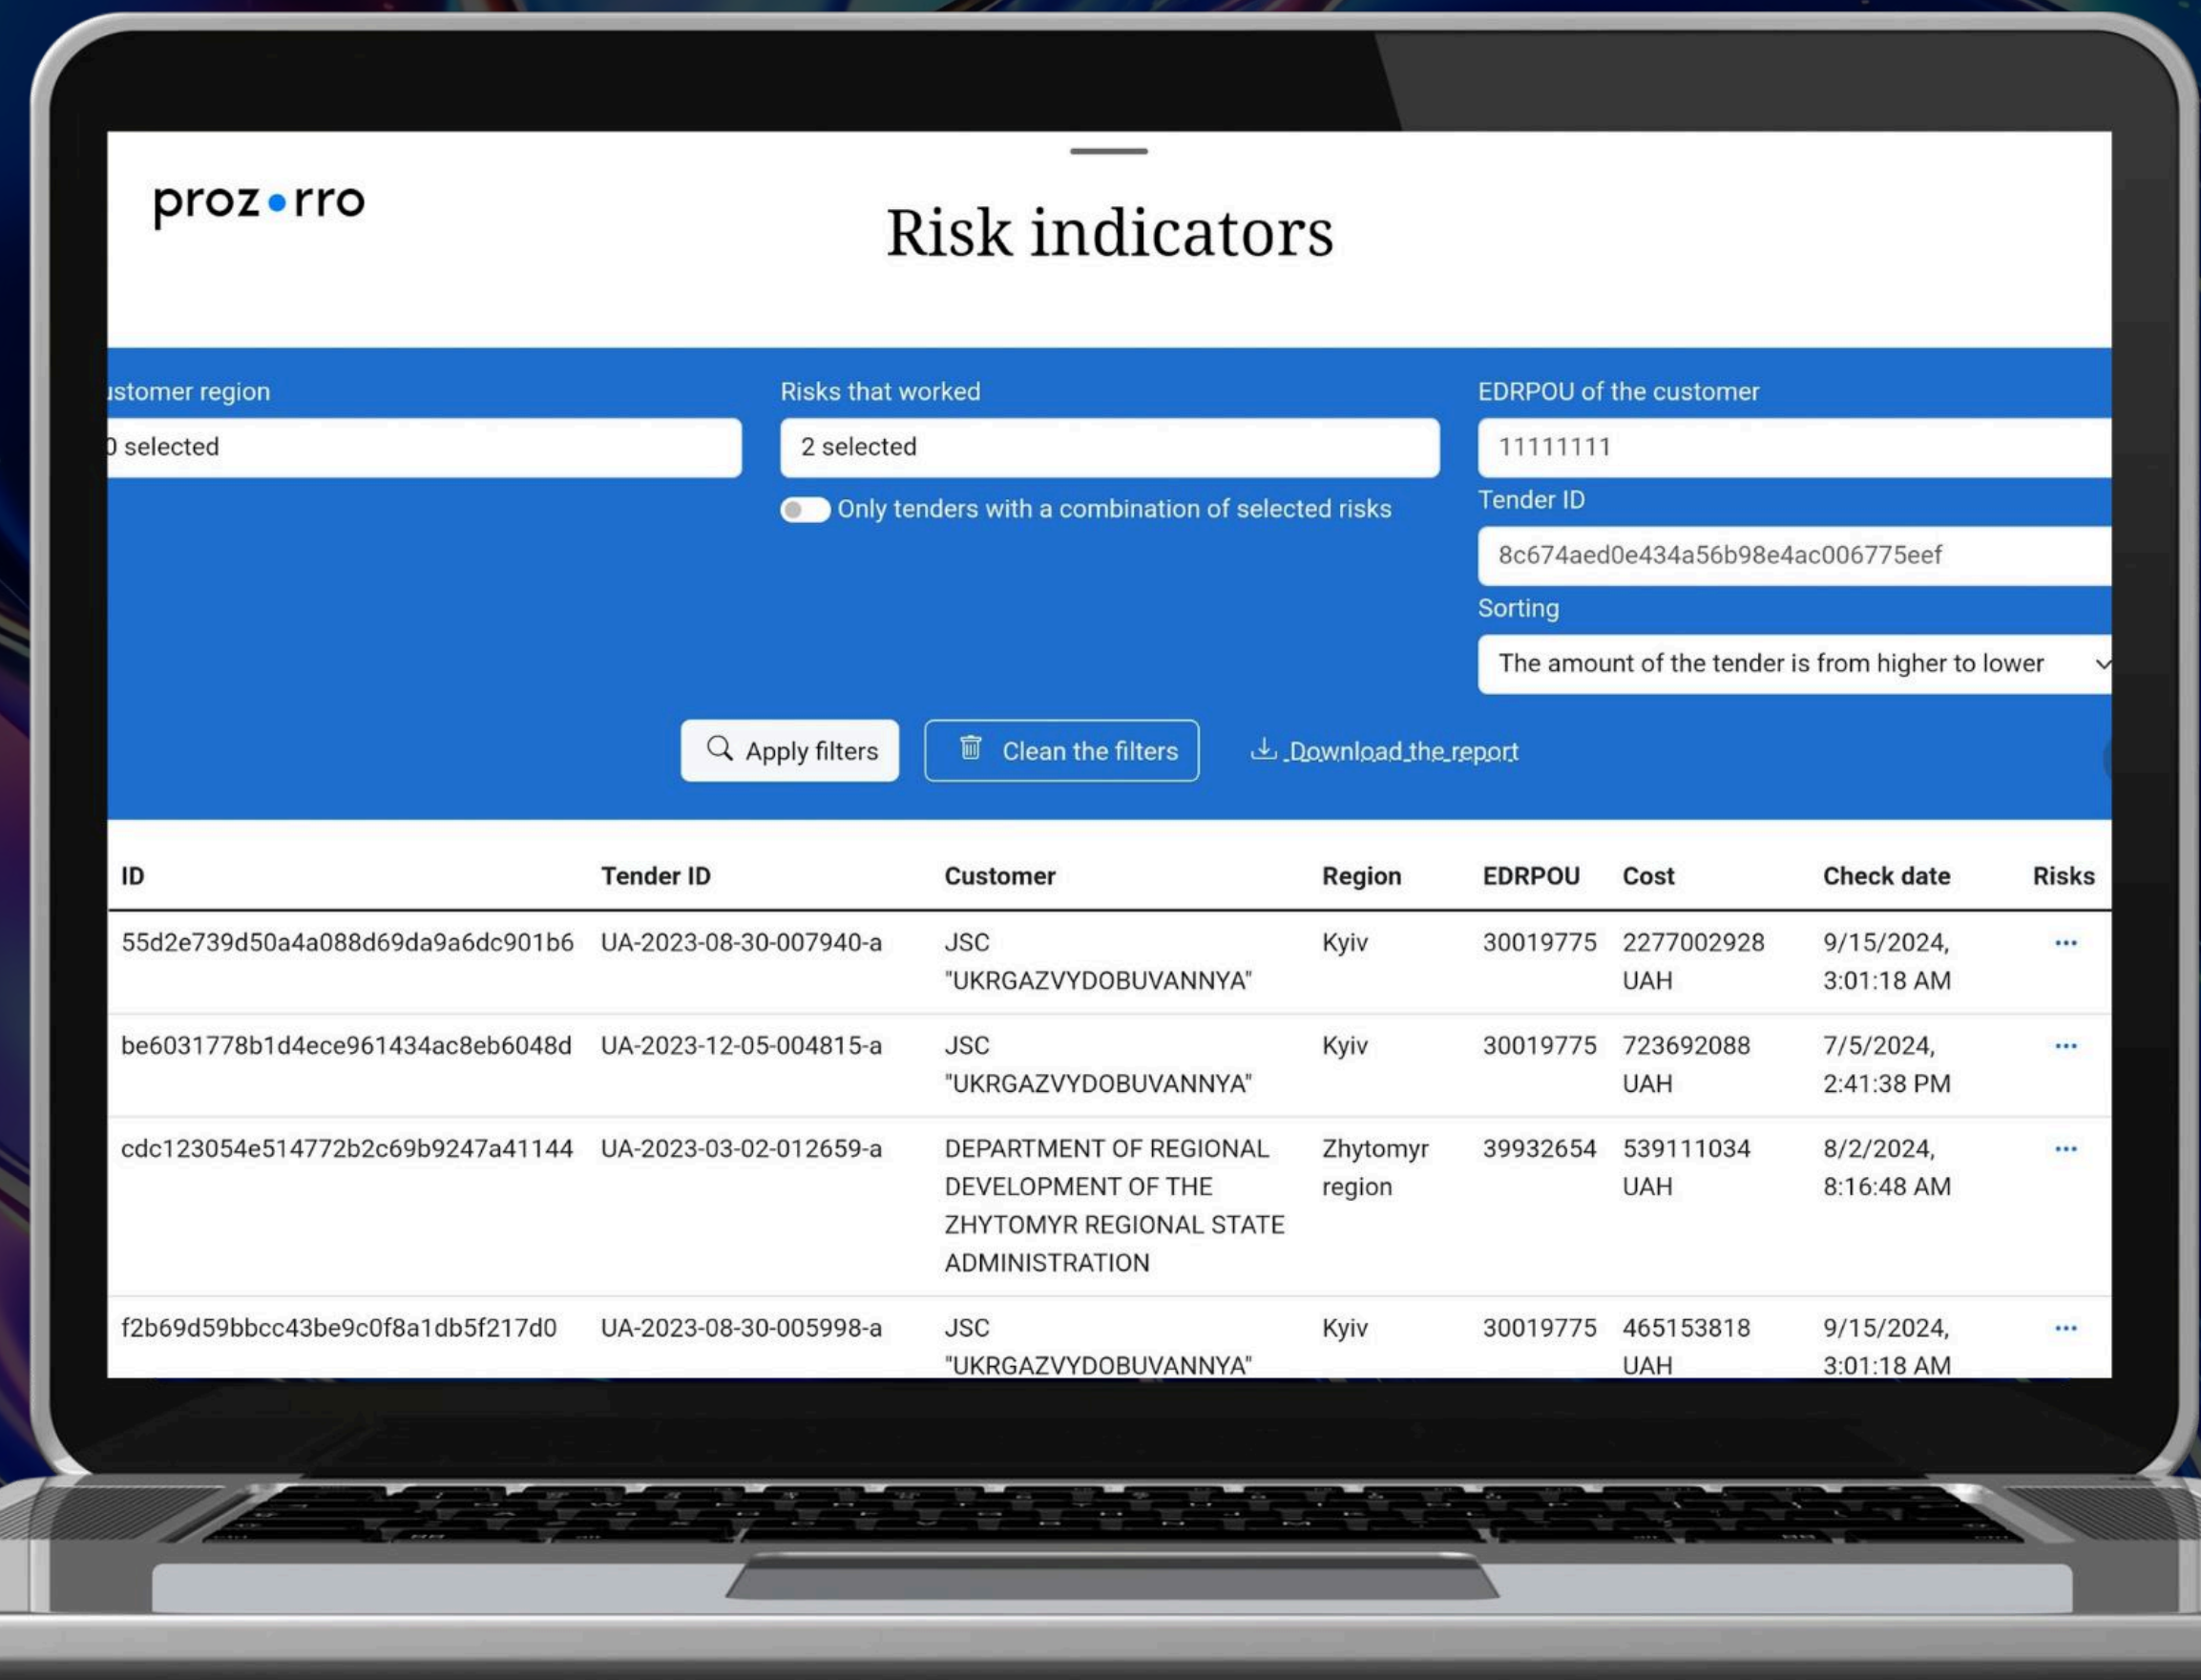 proz•rro
Risk indicators
ustomer region
Risks that worked
EDRPOU of the customer
0 selected
2 selected
11111111
Only tenders with a combination of selected risks
Tender ID
8c674aed0e434a56b98e4ac006775eef
Sorting
The amount of the tender is from higher to lower
Apply filters
Clean the filters
Download the report
ID Tender ID Customer Region EDRPOU Cost Check date Risks
55d2e739d50a4a088d69da9a6dc901b6 UA-2023-08-30-007940-a JSC Kyiv 30019775 2277002928 9/15/2024, ...
"UKRGAZVYDOBUVANNYA" UAH 3:01:18 AM
be6031778b1d4ece961434ac8eb6048d UA-2023-12-05-004815-a JSC Kyiv 30019775 723692088 7/5/2024, ...
"UKRGAZVYDOBUVANNYA" UAH 2:41:38 PM
cdc123054e514772b2c69b9247a41144 UA-2023-03-02-012659-a DEPARTMENT OF REGIONAL Zhytomyr 39932654 539111034 8/2/2024, ...
DEVELOPMENT OF THE region UAH 8:16:48 AM
ZHYTOMYR REGIONAL STATE
ADMINISTRATION
f2b69d59bbcc43be9c0f8a1db5f217d0 UA-2023-08-30-005998-a JSC Kyiv 30019775 465153818 9/15/2024, ...
"UKRGAZVYDOBUVANNYA" UAH 3:01:18 AM